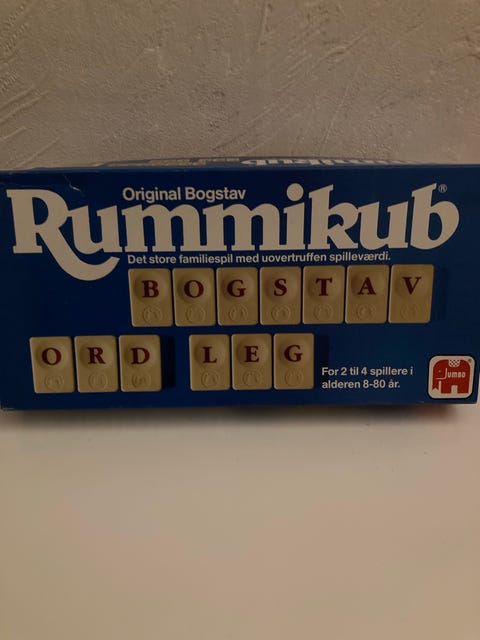 Original Bogstav
Rummikub®
Det store familiespil med uovertruffen spilleværdi.
BOGSTAV
ORD LEG
For 2 til 4 spillere i
alderen 8-80 år.
JUMBO